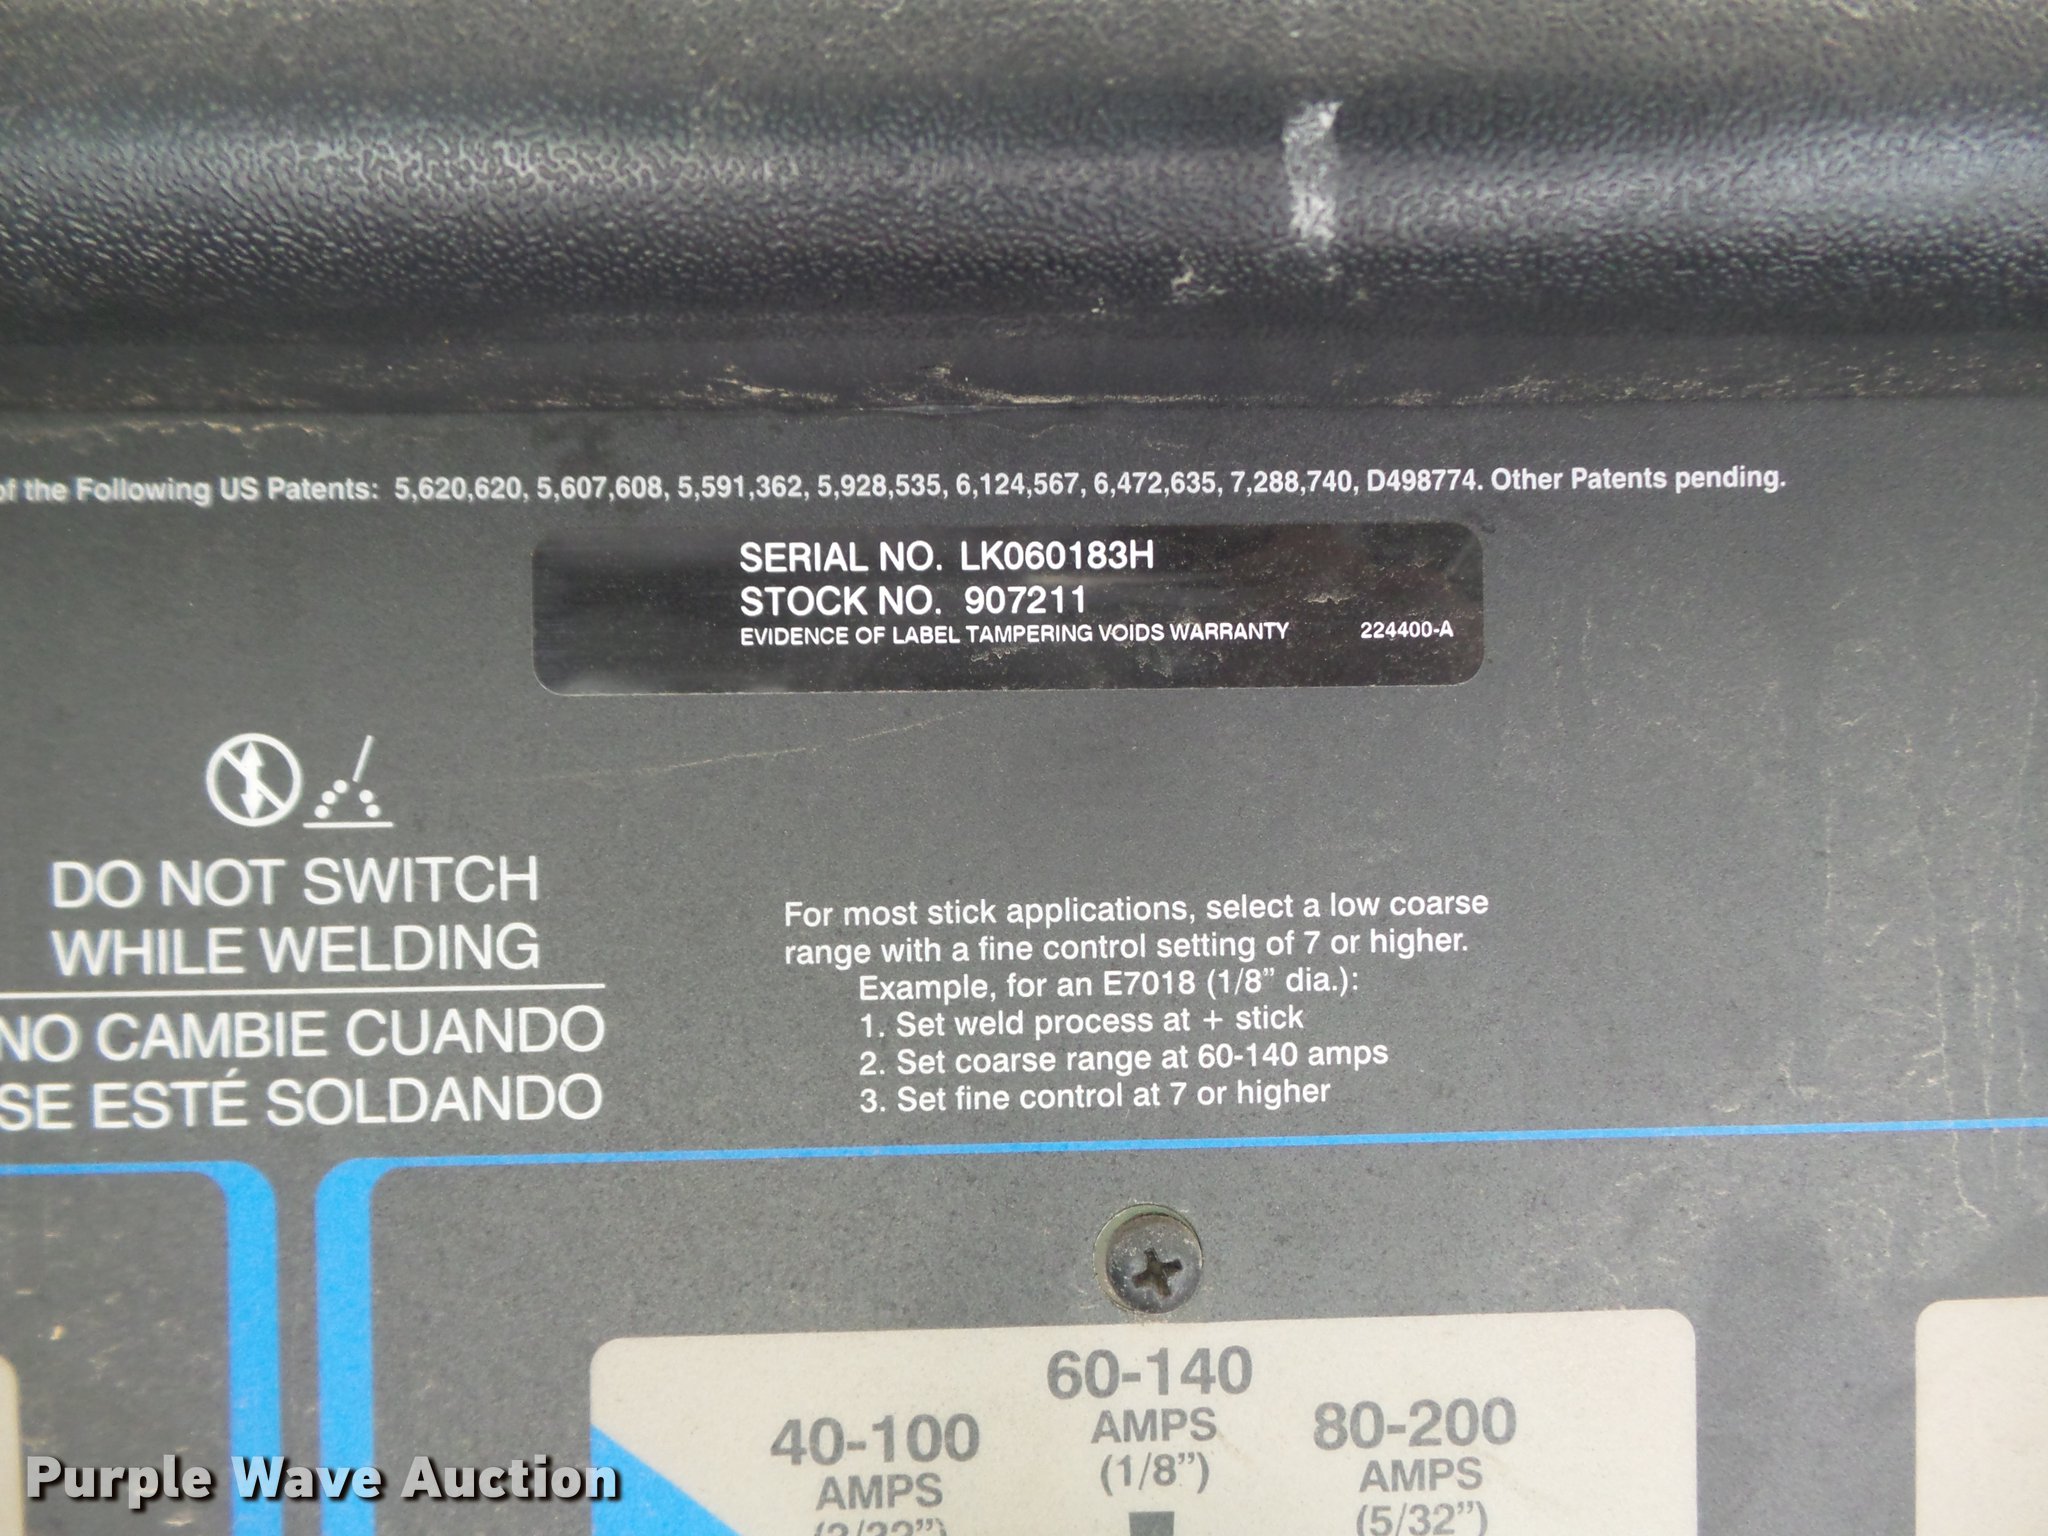 of the Following US Patents: 5,620,620, 5,607,608, 5,591,362, 5,928,535, 6,124,567, 6,472,635, 7,288,740, D498774. Other Patents pending.
SERIAL NO. LK060183H
STOCK NO. 907211
EVIDENCE OF LABEL TAMPERING VOIDS WARRANTY 224400-A
DO NOT SWITCH
WHILE WELDING
NO CAMBIE CUANDO
SE ESTÉ SOLDANDO
For most stick applications, select a low coarse
range with a fine control setting of 7 or higher.
Example, for an E7018 (1/8" dia.):
1. Set weld process at + stick
2. Set coarse range at 60-140 amps
3. Set fine control at 7 or higher
60-140
AMPS
(1/8")
40-100
AMPS
(3/32")
80-200
AMPS
(5/32")
Purple Wave Auction